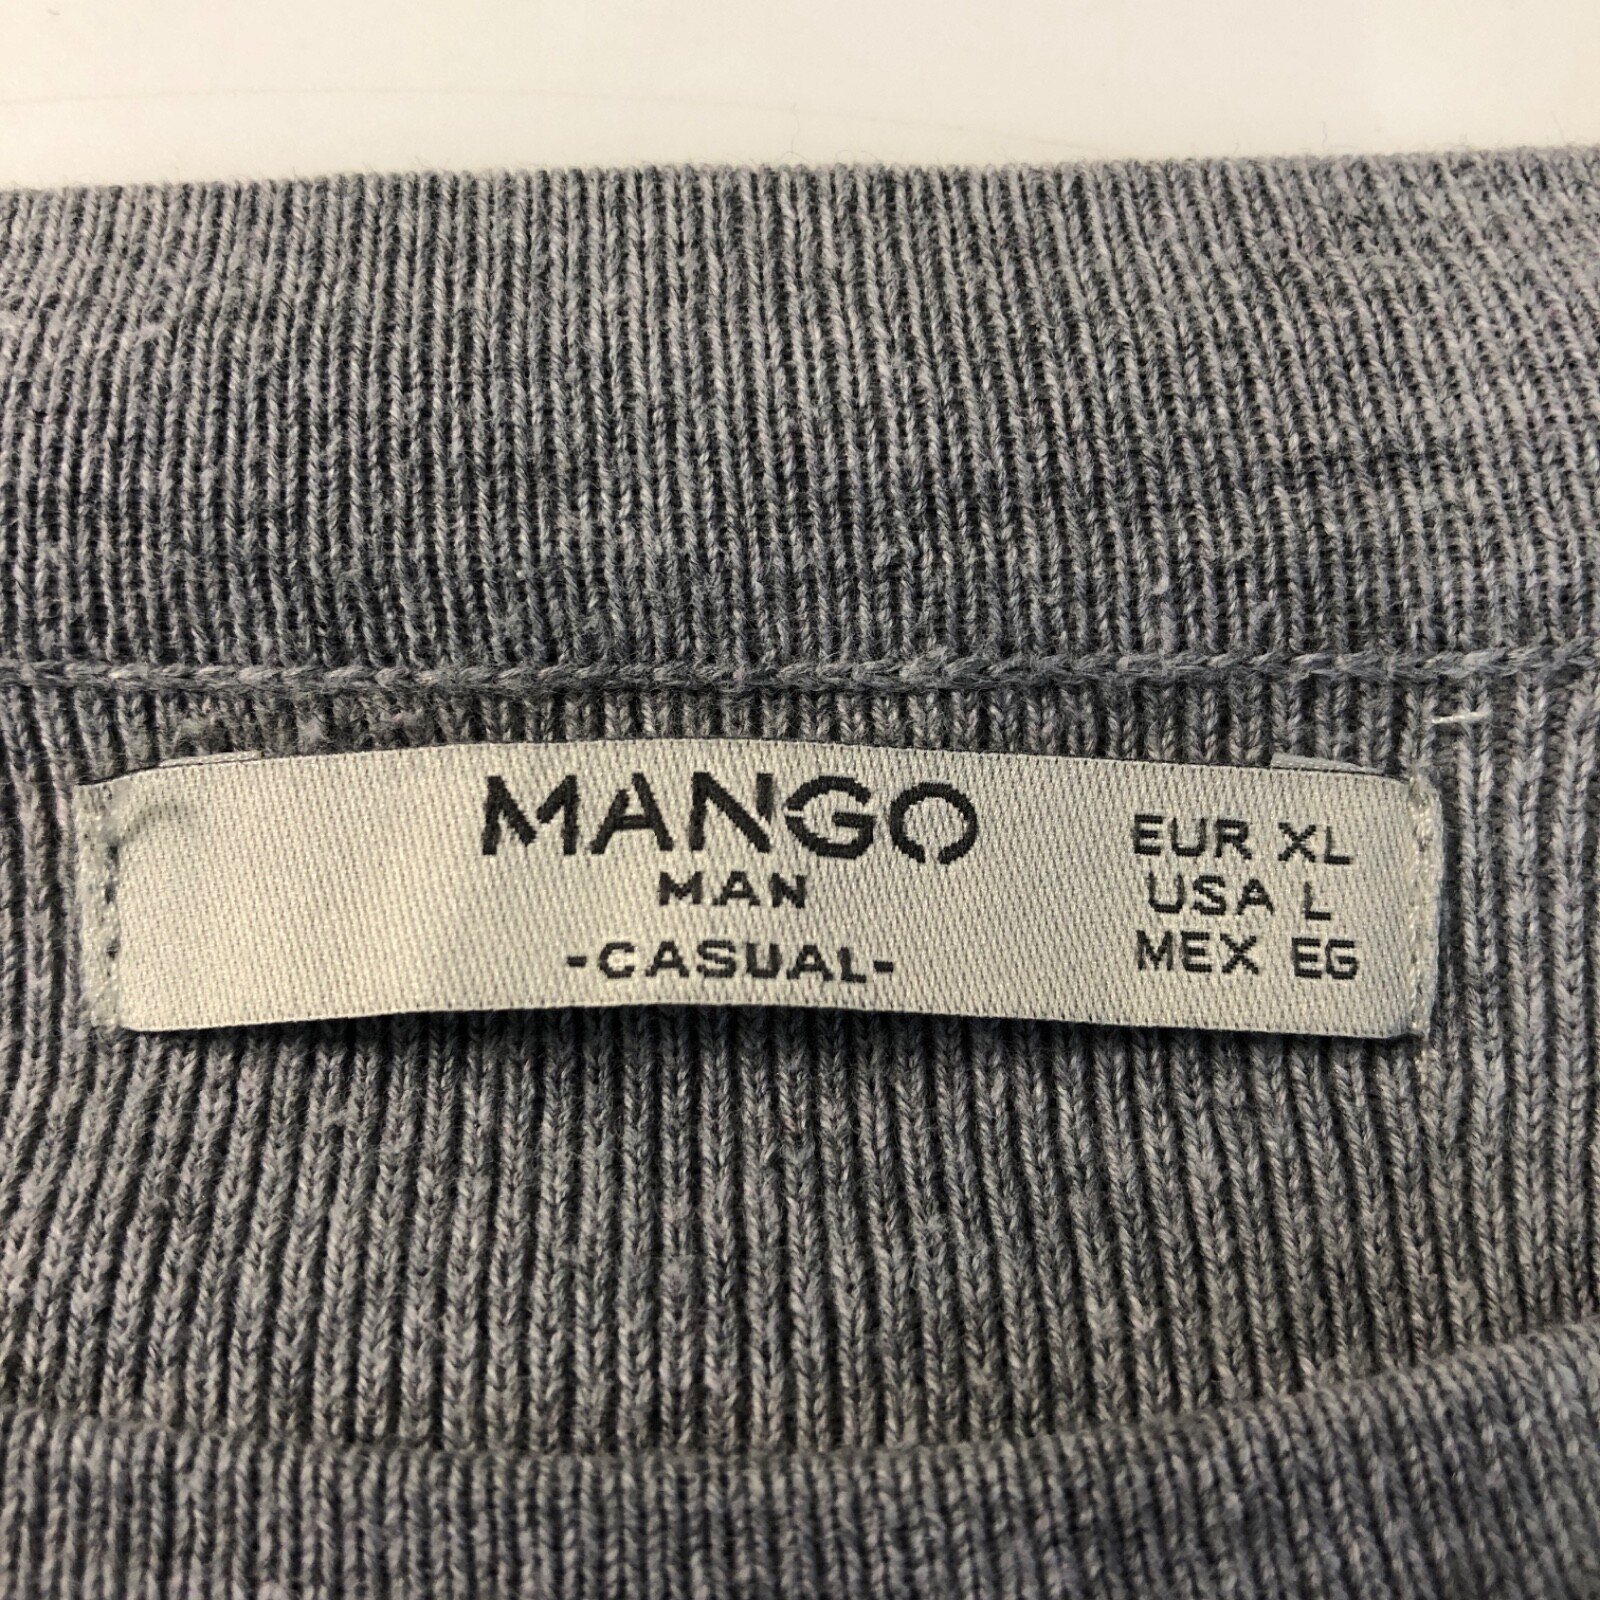 MANGO
MAN
-CASUAL-
EUR XL
USA L
MEX EG